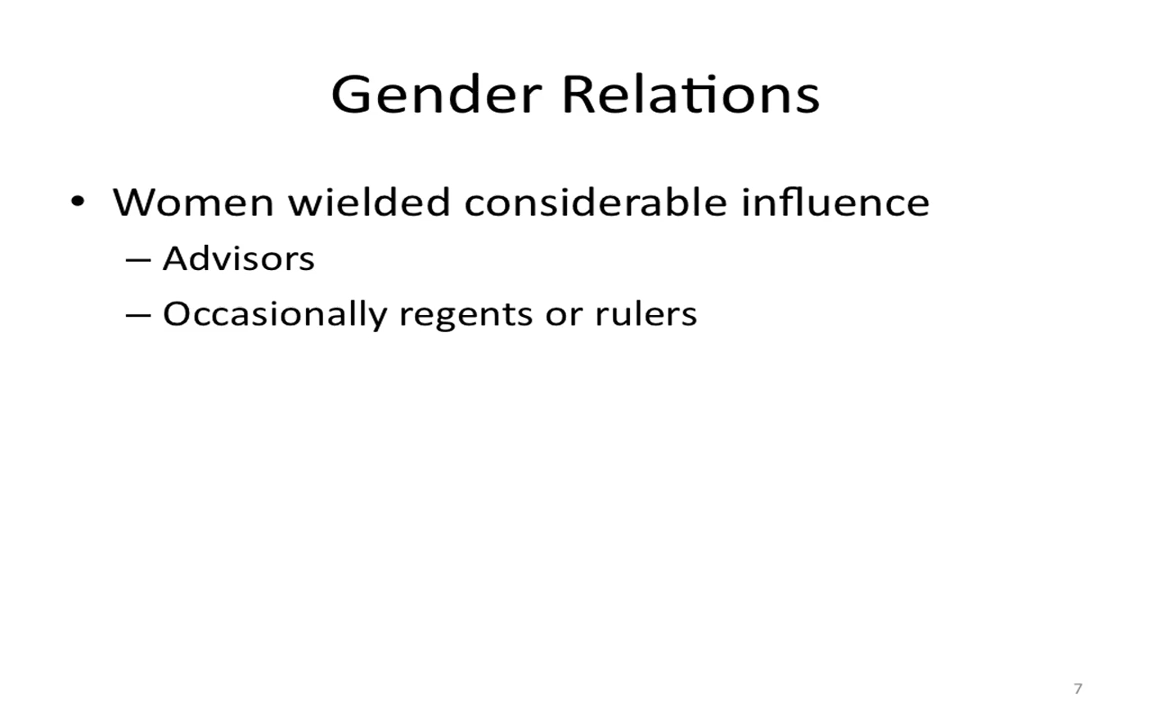 Gender Relations
• Women wielded considerable influence
– Advisors
– Occasionally regents or rulers
7